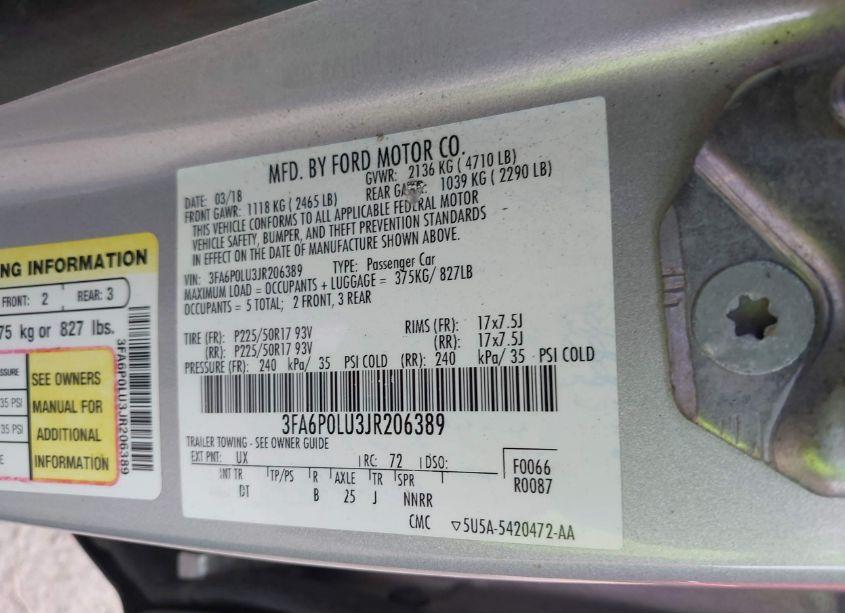 NG INFORMATION
FRONT: 2 REAR: 3
75 kg or 827 lbs.
35 PSI
35 PSI
SEE OWNERS
MANUAL FOR
ADDITIONAL
INFORMATION
3FA6P0LU3JR206389
MFD. BY FORD MOTOR CO.
DATE: 03/18 GVWR: 2136 KG ( 4710 LB)
FRONT GAWR: 1118 KG ( 2465 LB) REAR GAWR: 1039 KG ( 2290 LB)
THIS VEHICLE CONFORMS TO ALL APPLICABLE FEDERAL MOTOR
VEHICLE SAFETY, BUMPER, AND THEFT PREVENTION STANDARDS
IN EFFECT ON THE DATE OF MANUFACTURE SHOWN ABOVE.
VIN: 3FA6P0LU3JR206389 TYPE: Passenger Car
MAXIMUM LOAD = OCCUPANTS + LUGGAGE = 375KG/ 827LB
OCCUPANTS = 5 TOTAL; 2 FRONT, 3 REAR
TIRE (FR): P225/50R17 93V RIMS (FR): 17x7.5J
(RR): P225/50R17 93V (RR): 17x7.5J
PRESSURE (FR): 240 kPa/ 35 PSI COLD (RR): 240 kPa/ 35 PSI COLD
3FA6P0LU3JR206389
TRAILER TOWING - SEE OWNER GUIDE
EXT PNT: UX RC: 72 DSO: F0066
R0087
INT TR TP/PS R AXLE TR SPR
DT B 25 J NNRR
CMC ▽5U5A-5420472-AA